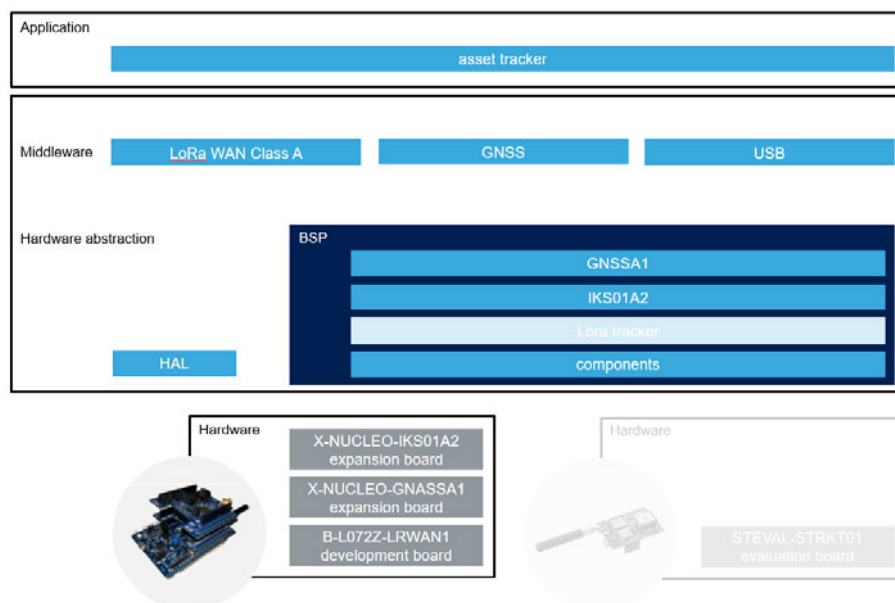 Application
asset tracker
Middleware
LoRa WAN Class A
GNSS
USB
Hardware abstraction
BSP
GNSSA1
IKS01A2
Lora tracker
HAL
components
Hardware
X-NUCLEO-IKS01A2
expansion board
X-NUCLEO-GNASSA1
expansion board
B-L072Z-LRWAN1
development board
Hardware
STEVAL-STRKT01
evaluation board